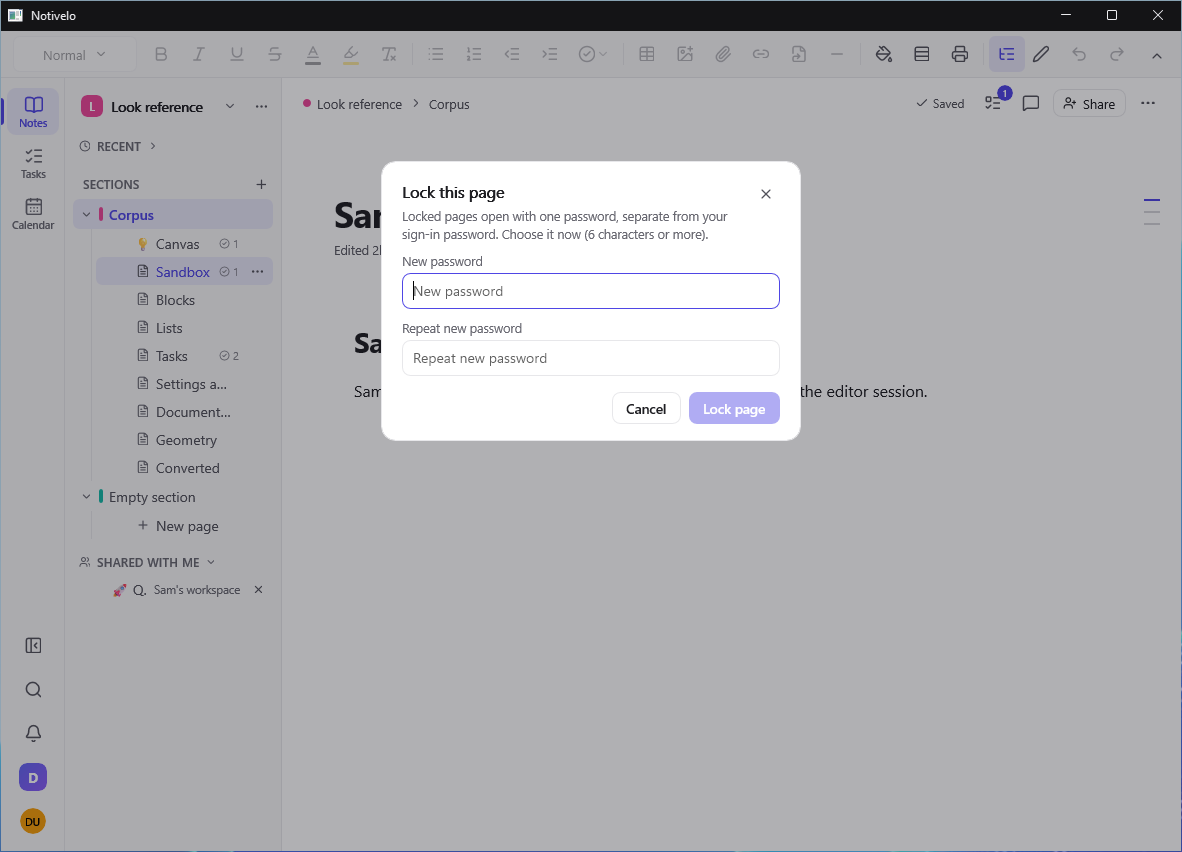 Notivelo
Normal
Notes
Tasks
Calendar
L Look reference
RECENT
SECTIONS
Corpus
Canvas 1
Sandbox 1
Blocks
Lists
Tasks 2
Settings a...
Document...
Geometry
Converted
Empty section
New page
SHARED WITH ME
Q. Sam's workspace
D
DU
Look reference > Corpus
Saved
1
Share
Edited
Lock this page
Locked pages open with one password, separate from your
sign-in password. Choose it now (6 characters or more).
New password
New password
Repeat new password
Repeat new password
Cancel
Lock page
the editor session.